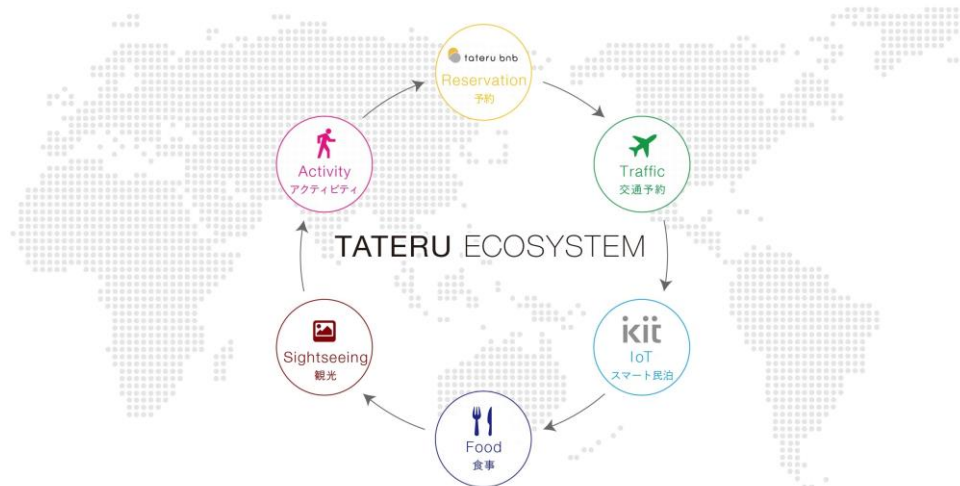 tateru bnb
Reservation
予約
Traffic
交通予約
kit
IoT
スマート民泊
Food
食事
Sightseeing
観光
Activity
アクティビティ
TATERU ECOSYSTEM